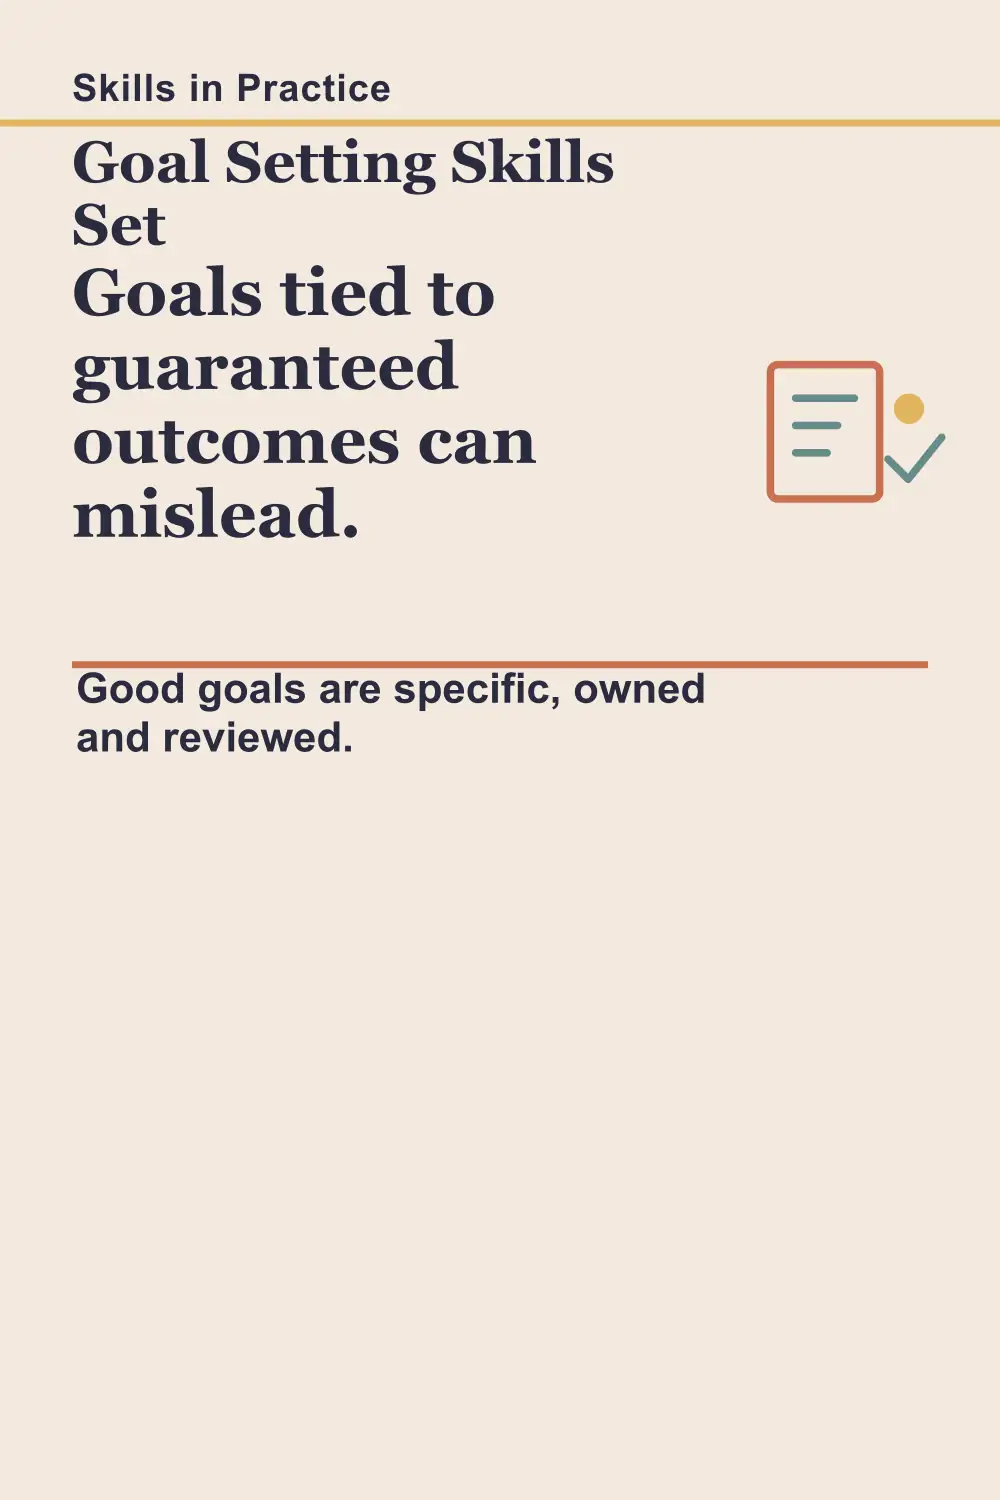 Skills in Practice
Goal Setting Skills
Set
Goals tied to
guaranteed
outcomes can
mislead.
Good goals are specific, owned
and reviewed.